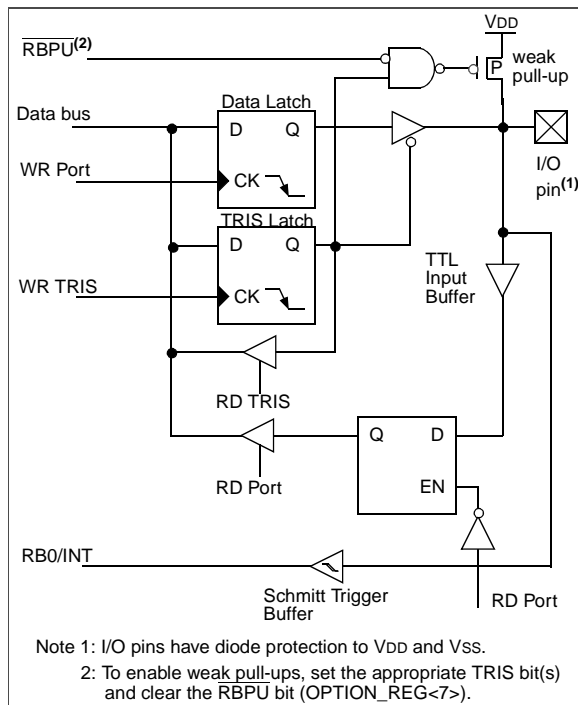 VDD
RBPU(2)
weak
pull-up
P
Data Latch
Data bus
D Q
WR Port
CK
I/O
pin(1)
TRIS Latch
D Q
TTL
Input
Buffer
WR TRIS
CK
RD TRIS
Q D
RD Port
EN
RB0/INT
Schmitt Trigger
Buffer
RD Port
Note 1: I/O pins have diode protection to VDD and VSS.
2: To enable weak pull-ups, set the appropriate TRIS bit(s)
and clear the RBPU bit (OPTION_REG<7>).